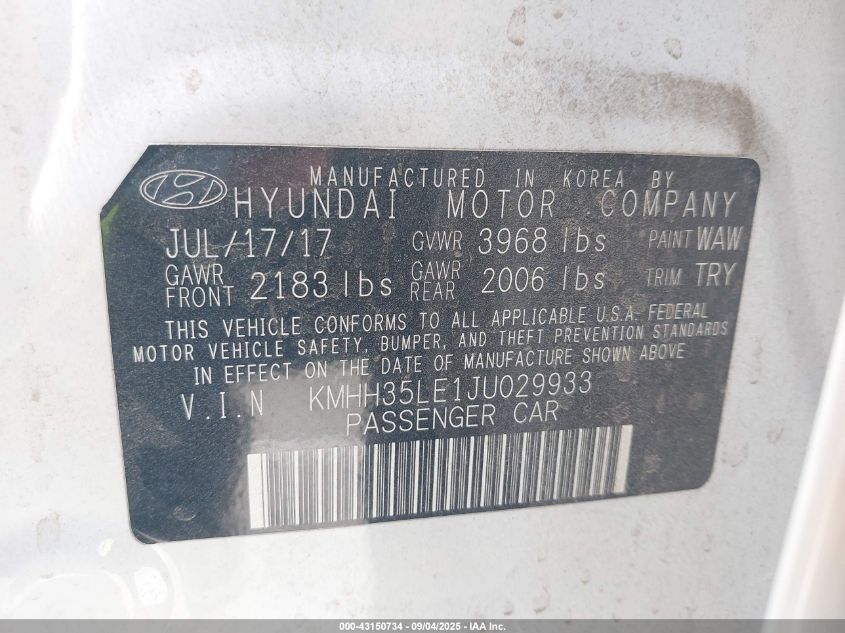 MANUFACTURED IN KOREA BY
HYUNDAI MOTOR COMPANY
JUL/17/17 GVWR 3968 lbs PAINT WAW
GAWR FRONT 2183 lbs GAWR REAR 2006 lbs TRIM TRY
THIS VEHICLE CONFORMS TO ALL APPLICABLE U.S.A. FEDERAL
MOTOR VEHICLE SAFETY, BUMPER, AND THEFT PREVENTION STANDARDS
IN EFFECT ON THE DATE OF MANUFACTURE SHOWN ABOVE
V.I.N KMHH35LE1JU029933
PASSENGER CAR
000-43150734 - 09/04/2025 - IAA Inc.